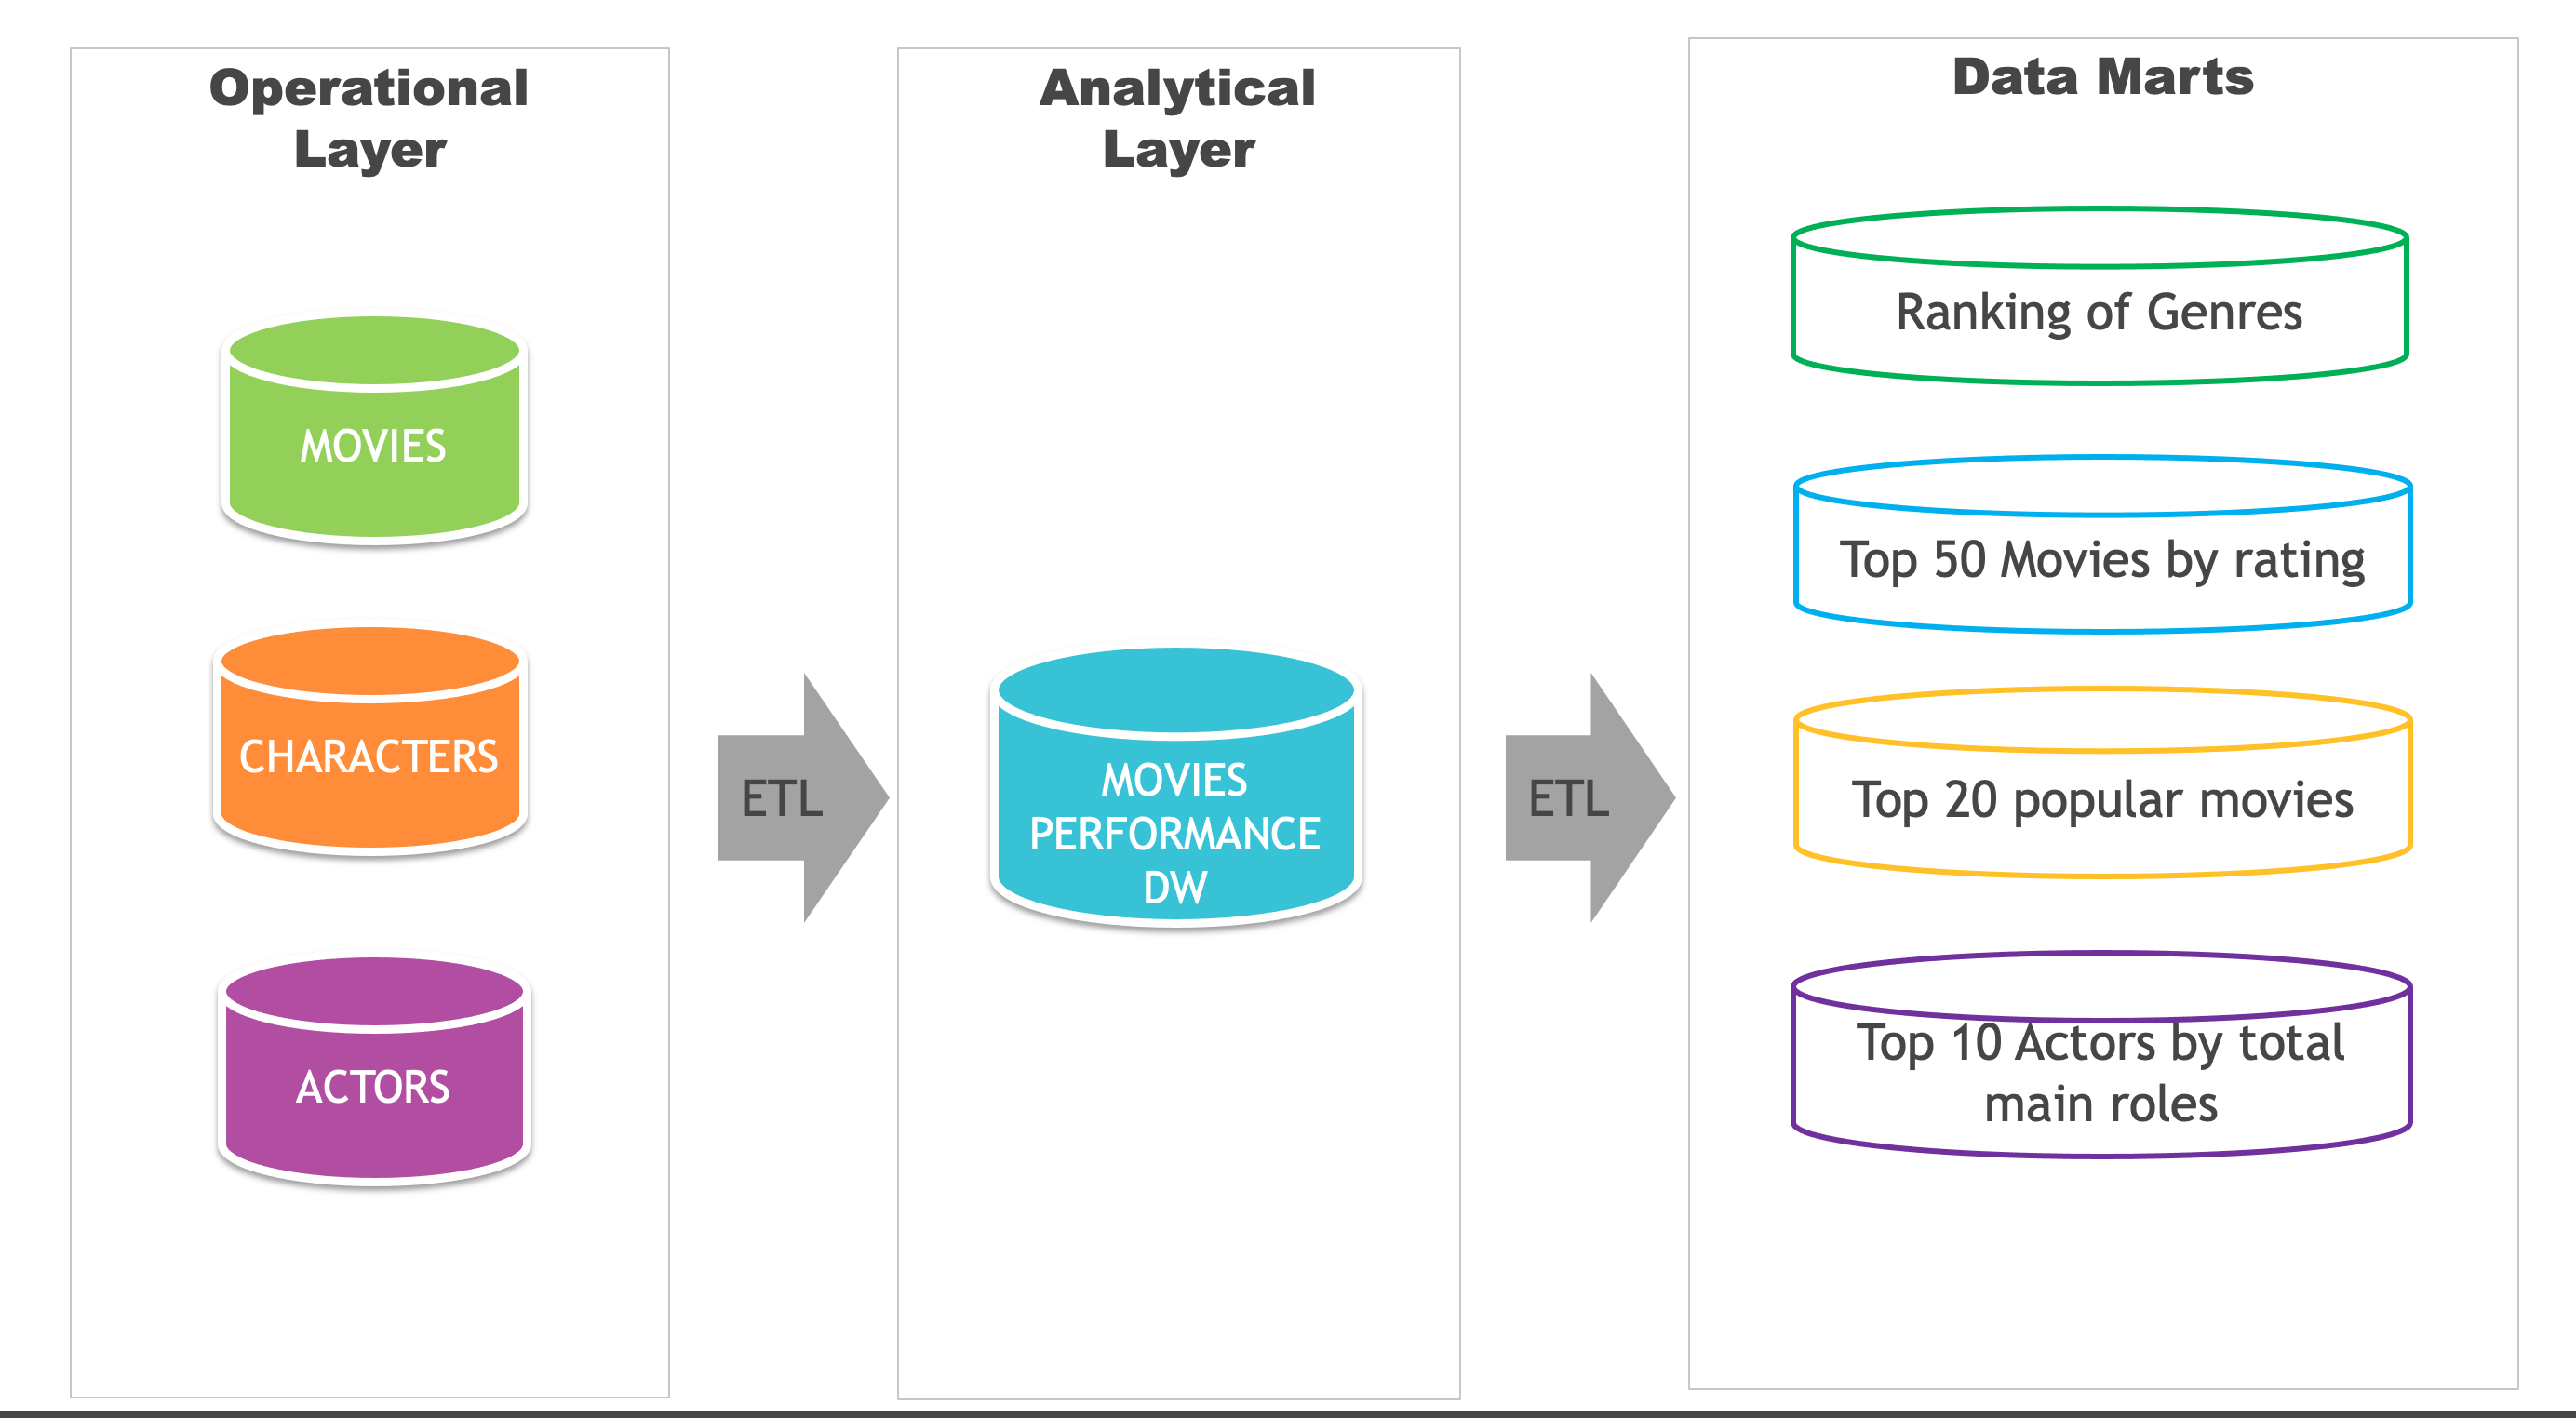 Operational
Layer
MOVIES
CHARACTERS
ACTORS
ETL
Analytical
Layer
MOVIES
PERFORMANCE
DW
ETL
Data Marts
Ranking of Genres
Top 50 Movies by rating
Top 20 popular movies
Top 10 Actors by total
main roles